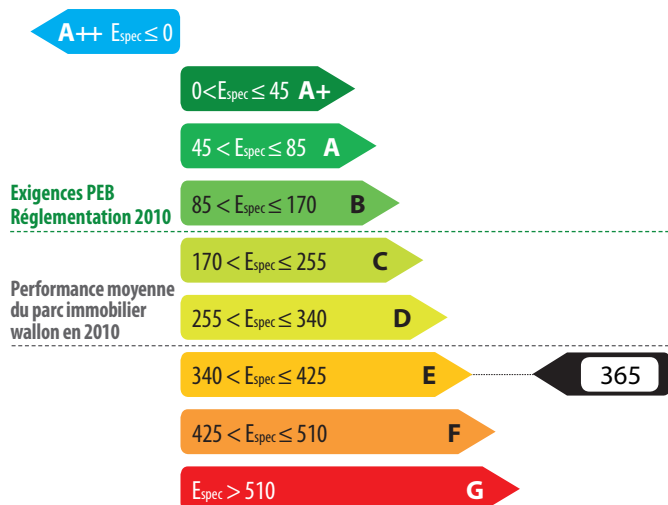 A++ Espec ≤ 0
0<Espec ≤ 45 A+
45 < Espec ≤ 85 A
Exigences PEB
Réglementation 2010
85 < Espec ≤ 170 B
170 < Espec ≤ 255 C
Performance moyenne
du parc immobilier
wallon en 2010
255 < Espec ≤ 340 D
340 < Espec ≤ 425 E
365
425 < Espec ≤ 510 F
Espec > 510 G